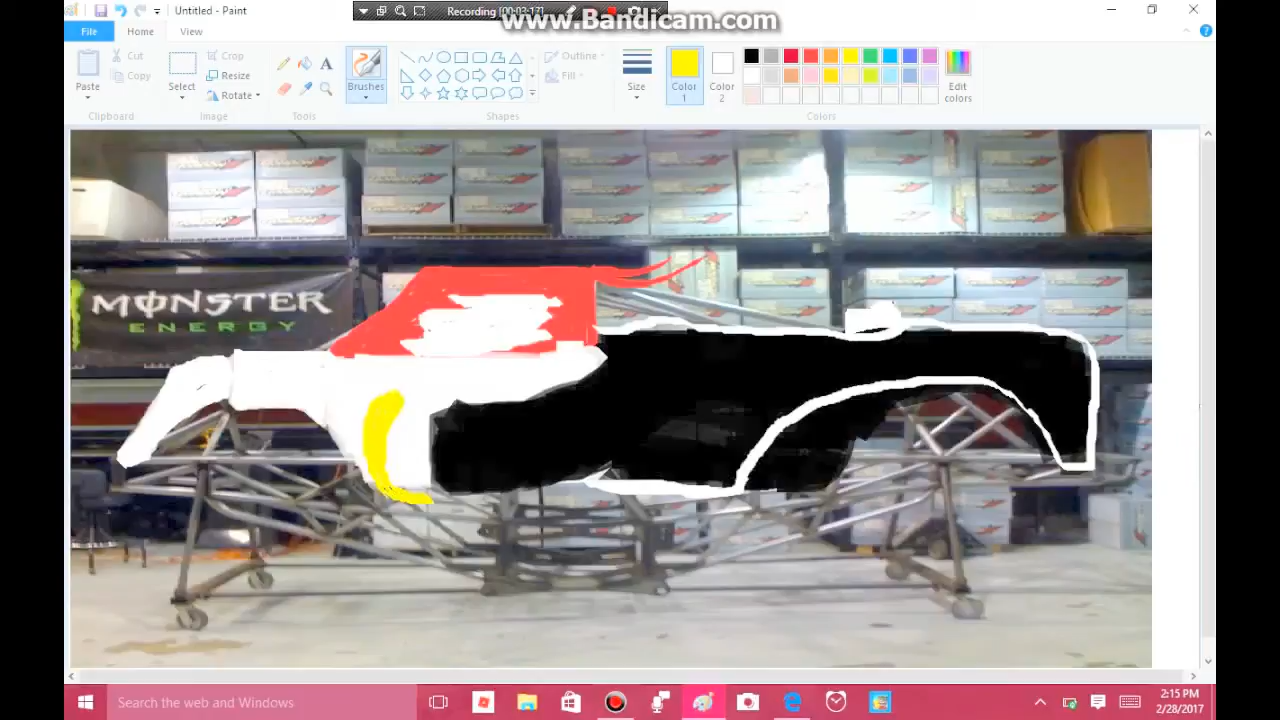 Untitled - Paint
Recording [00:03:17]
www.Bandicam.com
File
Home
View
Paste
Cut
Copy
Clipboard
Select
Crop
Resize
Rotate
Image
A
Tools
Brushes
Outline
Fill
Shapes
Size
Color 1
Color 2
Edit colors
Colors
MONSTER
ENERGY
Search the web and Windows
2:15 PM
2/28/2017